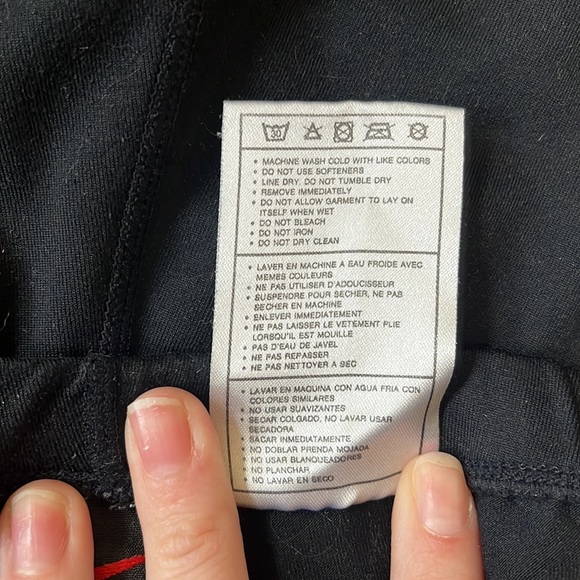 30
• MACHINE WASH COLD WITH LIKE COLORS
• DO NOT USE SOFTENERS
• LINE DRY. DO NOT TUMBLE DRY
• REMOVE IMMEDIATELY
• DO NOT ALLOW GARMENT TO LAY ON
ITSELF WHEN WET
• DO NOT BLEACH
• DO NOT IRON
• DO NOT DRY CLEAN
• LAVER EN MACHINE A EAU FROIDE AVEC
MEMES COULEURS
• NE PAS UTILISER D'ADOUCISSEUR
• SUSPENDRE POUR SECHER, NE PAS
SECHER EN MACHINE
• ENLEVER IMMEDIATEMENT
• NE PAS LAISSER LE VETEMENT PLIE
LORSQU'IL EST MOUILLE
• PAS D'EAU DE JAVEL
• NE PAS REPASSER
• NE PAS NETTOYER A SEC
• LAVAR EN MAQUINA CON AGUA FRIA CON
COLORES SIMILARES
• NO USAR SUAVIZANTES
• SECAR COLGADO, NO LAVAR USAR
SECADORA
• SACAR INMEDIATAMENTE
• NO DOBLAR PRENDA MOJADA
• NO USAR BLANQUEADORES
• NO PLANCHAR
• NO LAVAR EN SECO